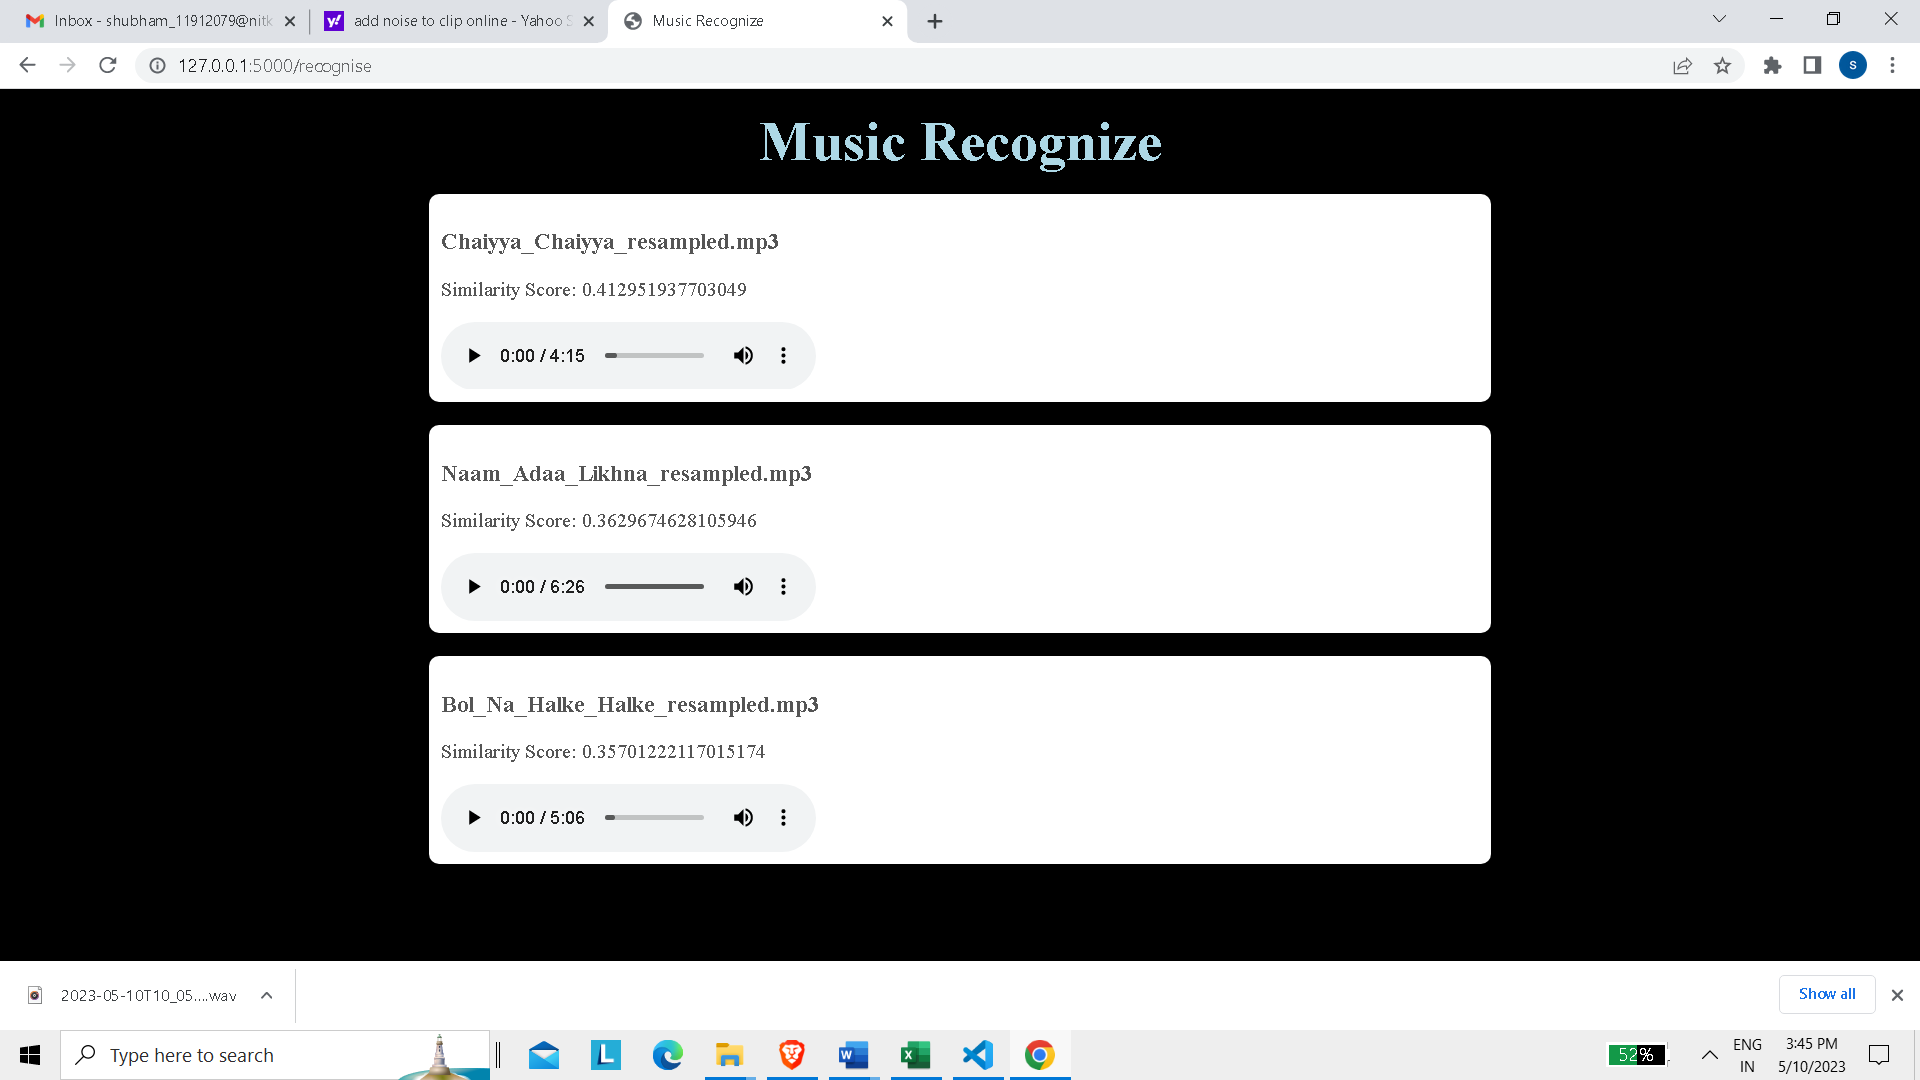 Inbox - shubham_11912079@nitk
add noise to clip online - Yahoo S
Music Recognize
127.0.0.1:5000/recognise
S
Music Recognize
Chaiyya_Chaiyya_resampled.mp3
Similarity Score: 0.412951937703049
0:00 / 4:15
Naam_Adaa_Likhna_resampled.mp3
Similarity Score: 0.3629674628105946
0:00 / 6:26
Bol_Na_Halke_Halke_resampled.mp3
Similarity Score: 0.35701222117015174
0:00 / 5:06
2023-05-10T10_05....wav
Show all
Type here to search
52%
ENG
IN
3:45 PM
5/10/2023